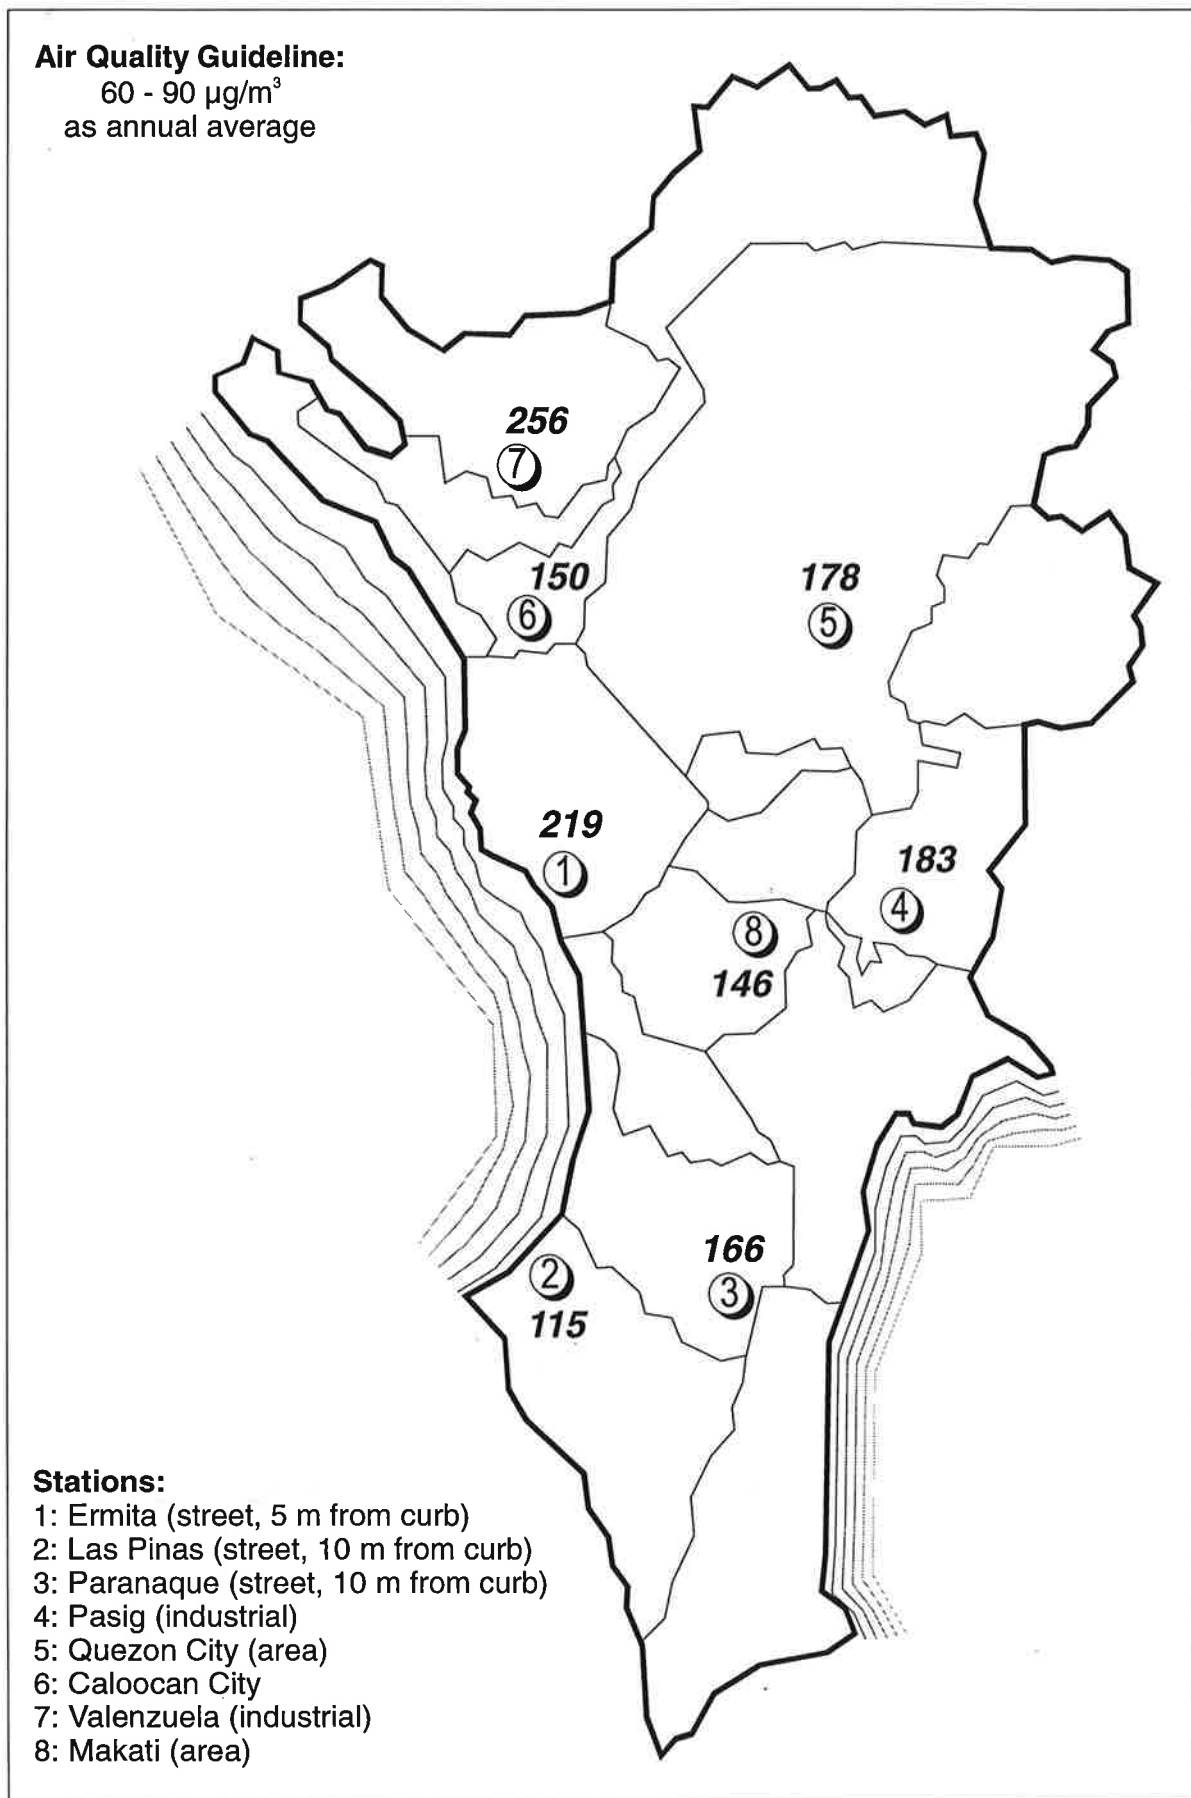 Air Quality Guideline:
60 - 90 µg/m³
as annual average
256
7
150
6
178
5
219
1
183
4
8
146
166
3
2
115
Stations:
1: Ermita (street, 5 m from curb)
2: Las Pinas (street, 10 m from curb)
3: Paranaque (street, 10 m from curb)
4: Pasig (industrial)
5: Quezon City (area)
6: Caloocan City
7: Valenzuela (industrial)
8: Makati (area)